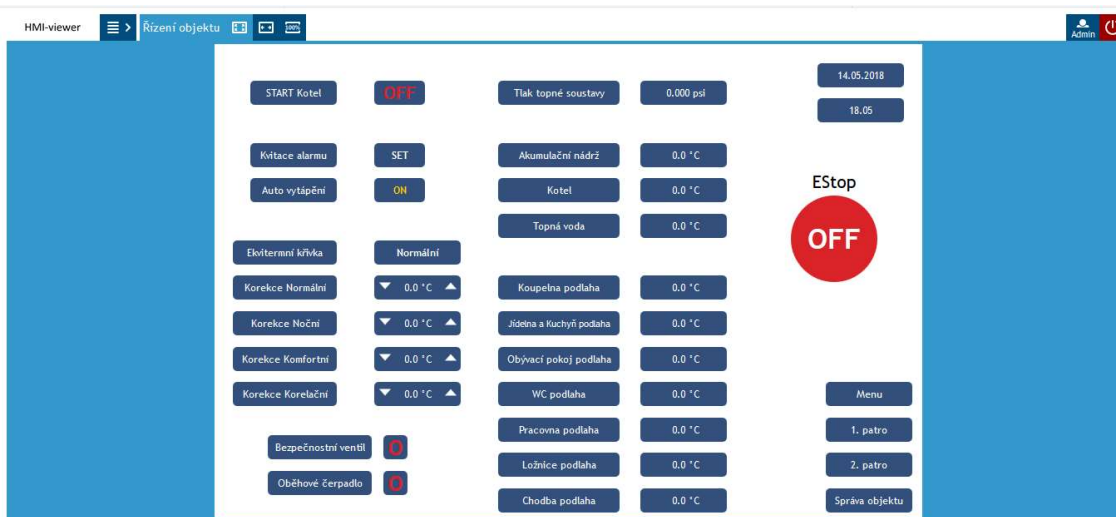 HMI-viewer
Řízení objektu
100%
Admin
START Kotel OFF
Kvitace alarmu SET
Auto vytápění ON
Ekvitermní křivka Normální
Korekce Normální 0.0 °C
Korekce Noční 0.0 °C
Korekce Komfortní 0.0 °C
Korekce Korelační 0.0 °C
Bezpečnostní ventil O
Oběhové čerpadlo O
Tlak topné soustavy 0.000 psi
Akumulační nádrž 0.0 °C
Kotel 0.0 °C
Topná voda 0.0 °C
Koupelna podlaha 0.0 °C
Jídelna a Kuchyň podlaha 0.0 °C
Obývací pokoj podlaha 0.0 °C
WC podlaha 0.0 °C
Pracovna podlaha 0.0 °C
Ložnice podlaha 0.0 °C
Chodba podlaha 0.0 °C
14.05.2018
18.05
EStop
OFF
Menu
1. patro
2. patro
Správa objektu